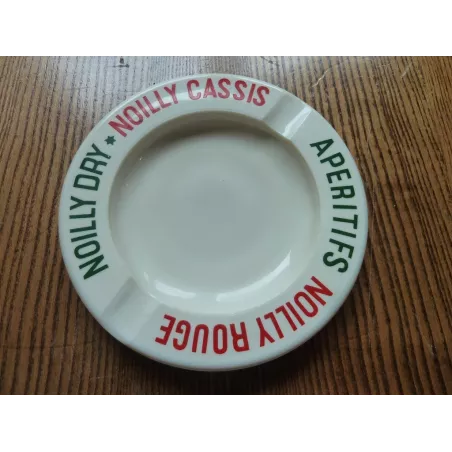 NOILLY DRY * NOILLY CASSIS
APERITIFS
NOILLY ROUGE